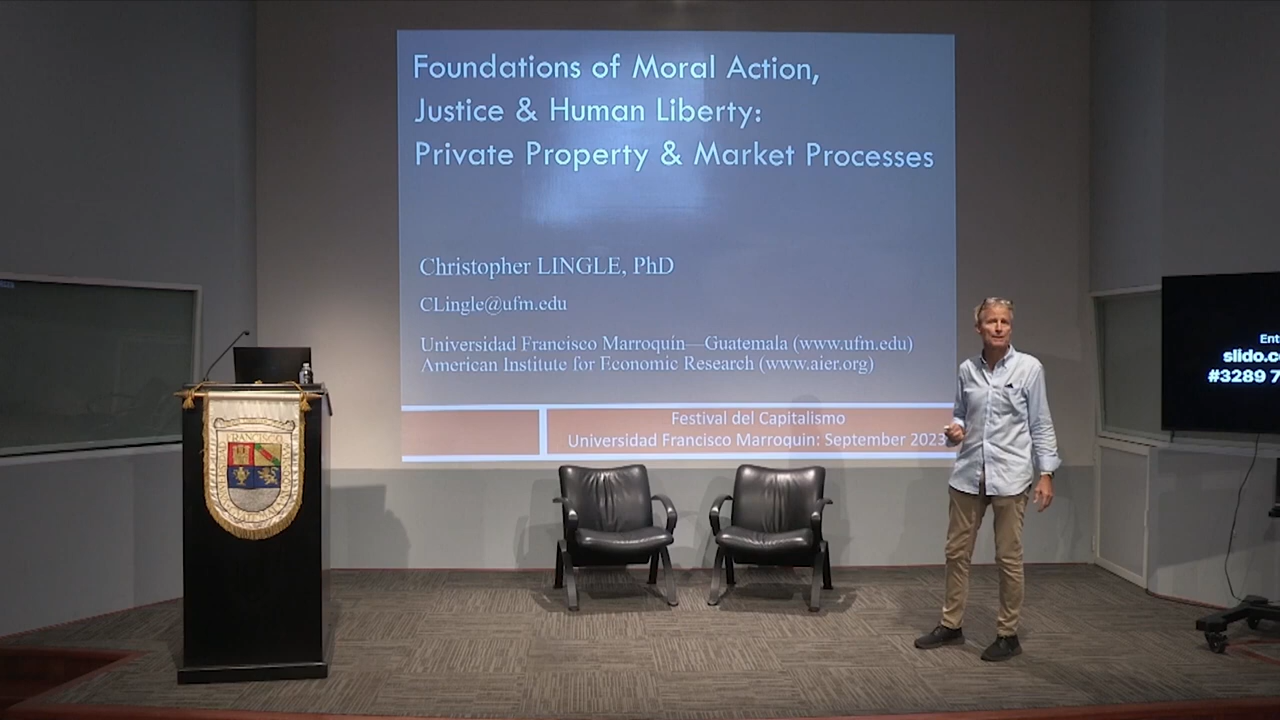 Foundations of Moral Action,
Justice & Human Liberty:
Private Property & Market Processes
Christopher LINGLE, PhD
CLingle@ufm.edu
Universidad Francisco Marroquín—Guatemala (www.ufm.edu)
American Institute for Economic Research (www.aier.org)
Festival del Capitalismo
Universidad Francisco Marroquin: September 2023
FRANCISCO
Ent
slido.c
#3289 7